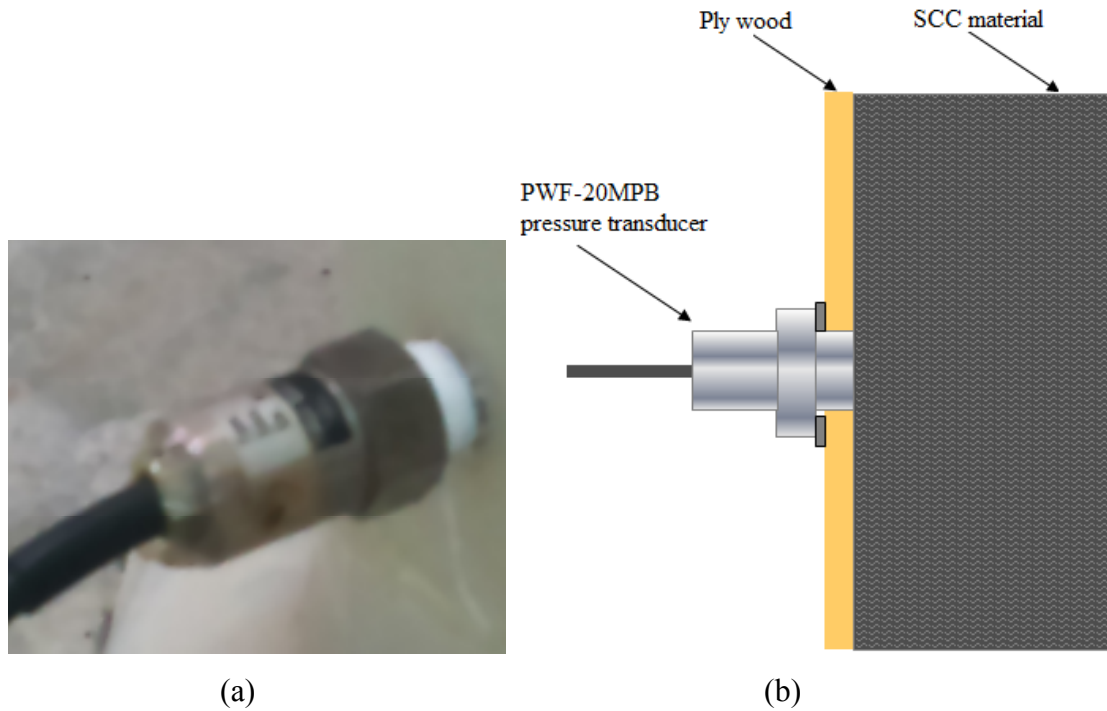 Ply wood
SCC material
PWF-20MPB
pressure transducer
(a)
(b)